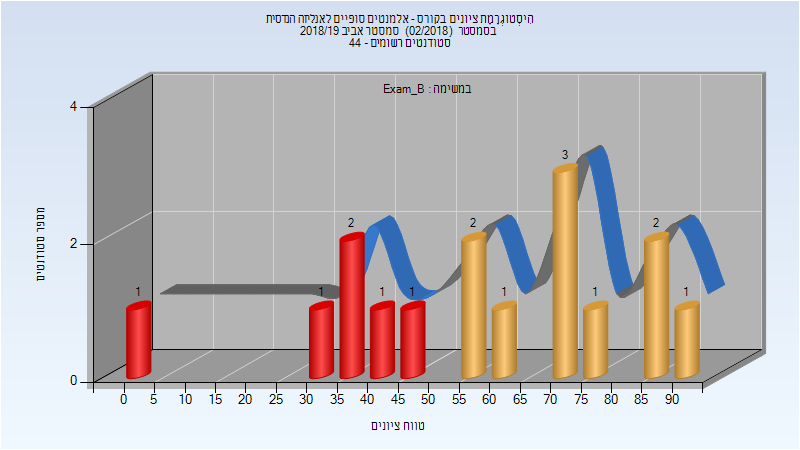 היסטוגרמת ציונים בקורס - אלמנטים סופיים לאנליזה הנדסית
בסמסטר (02/2018) סמסטר אביב 2018/19
סטודנטים רשומים - 44
במשימה : Exam_B
מספר סטודנטים
4
2
0
1
1
2
1
1
2
1
3
1
2
1
0 5 10 15 20 25 30 35 40 45 50 55 60 65 70 75 80 85 90
טווח ציונים